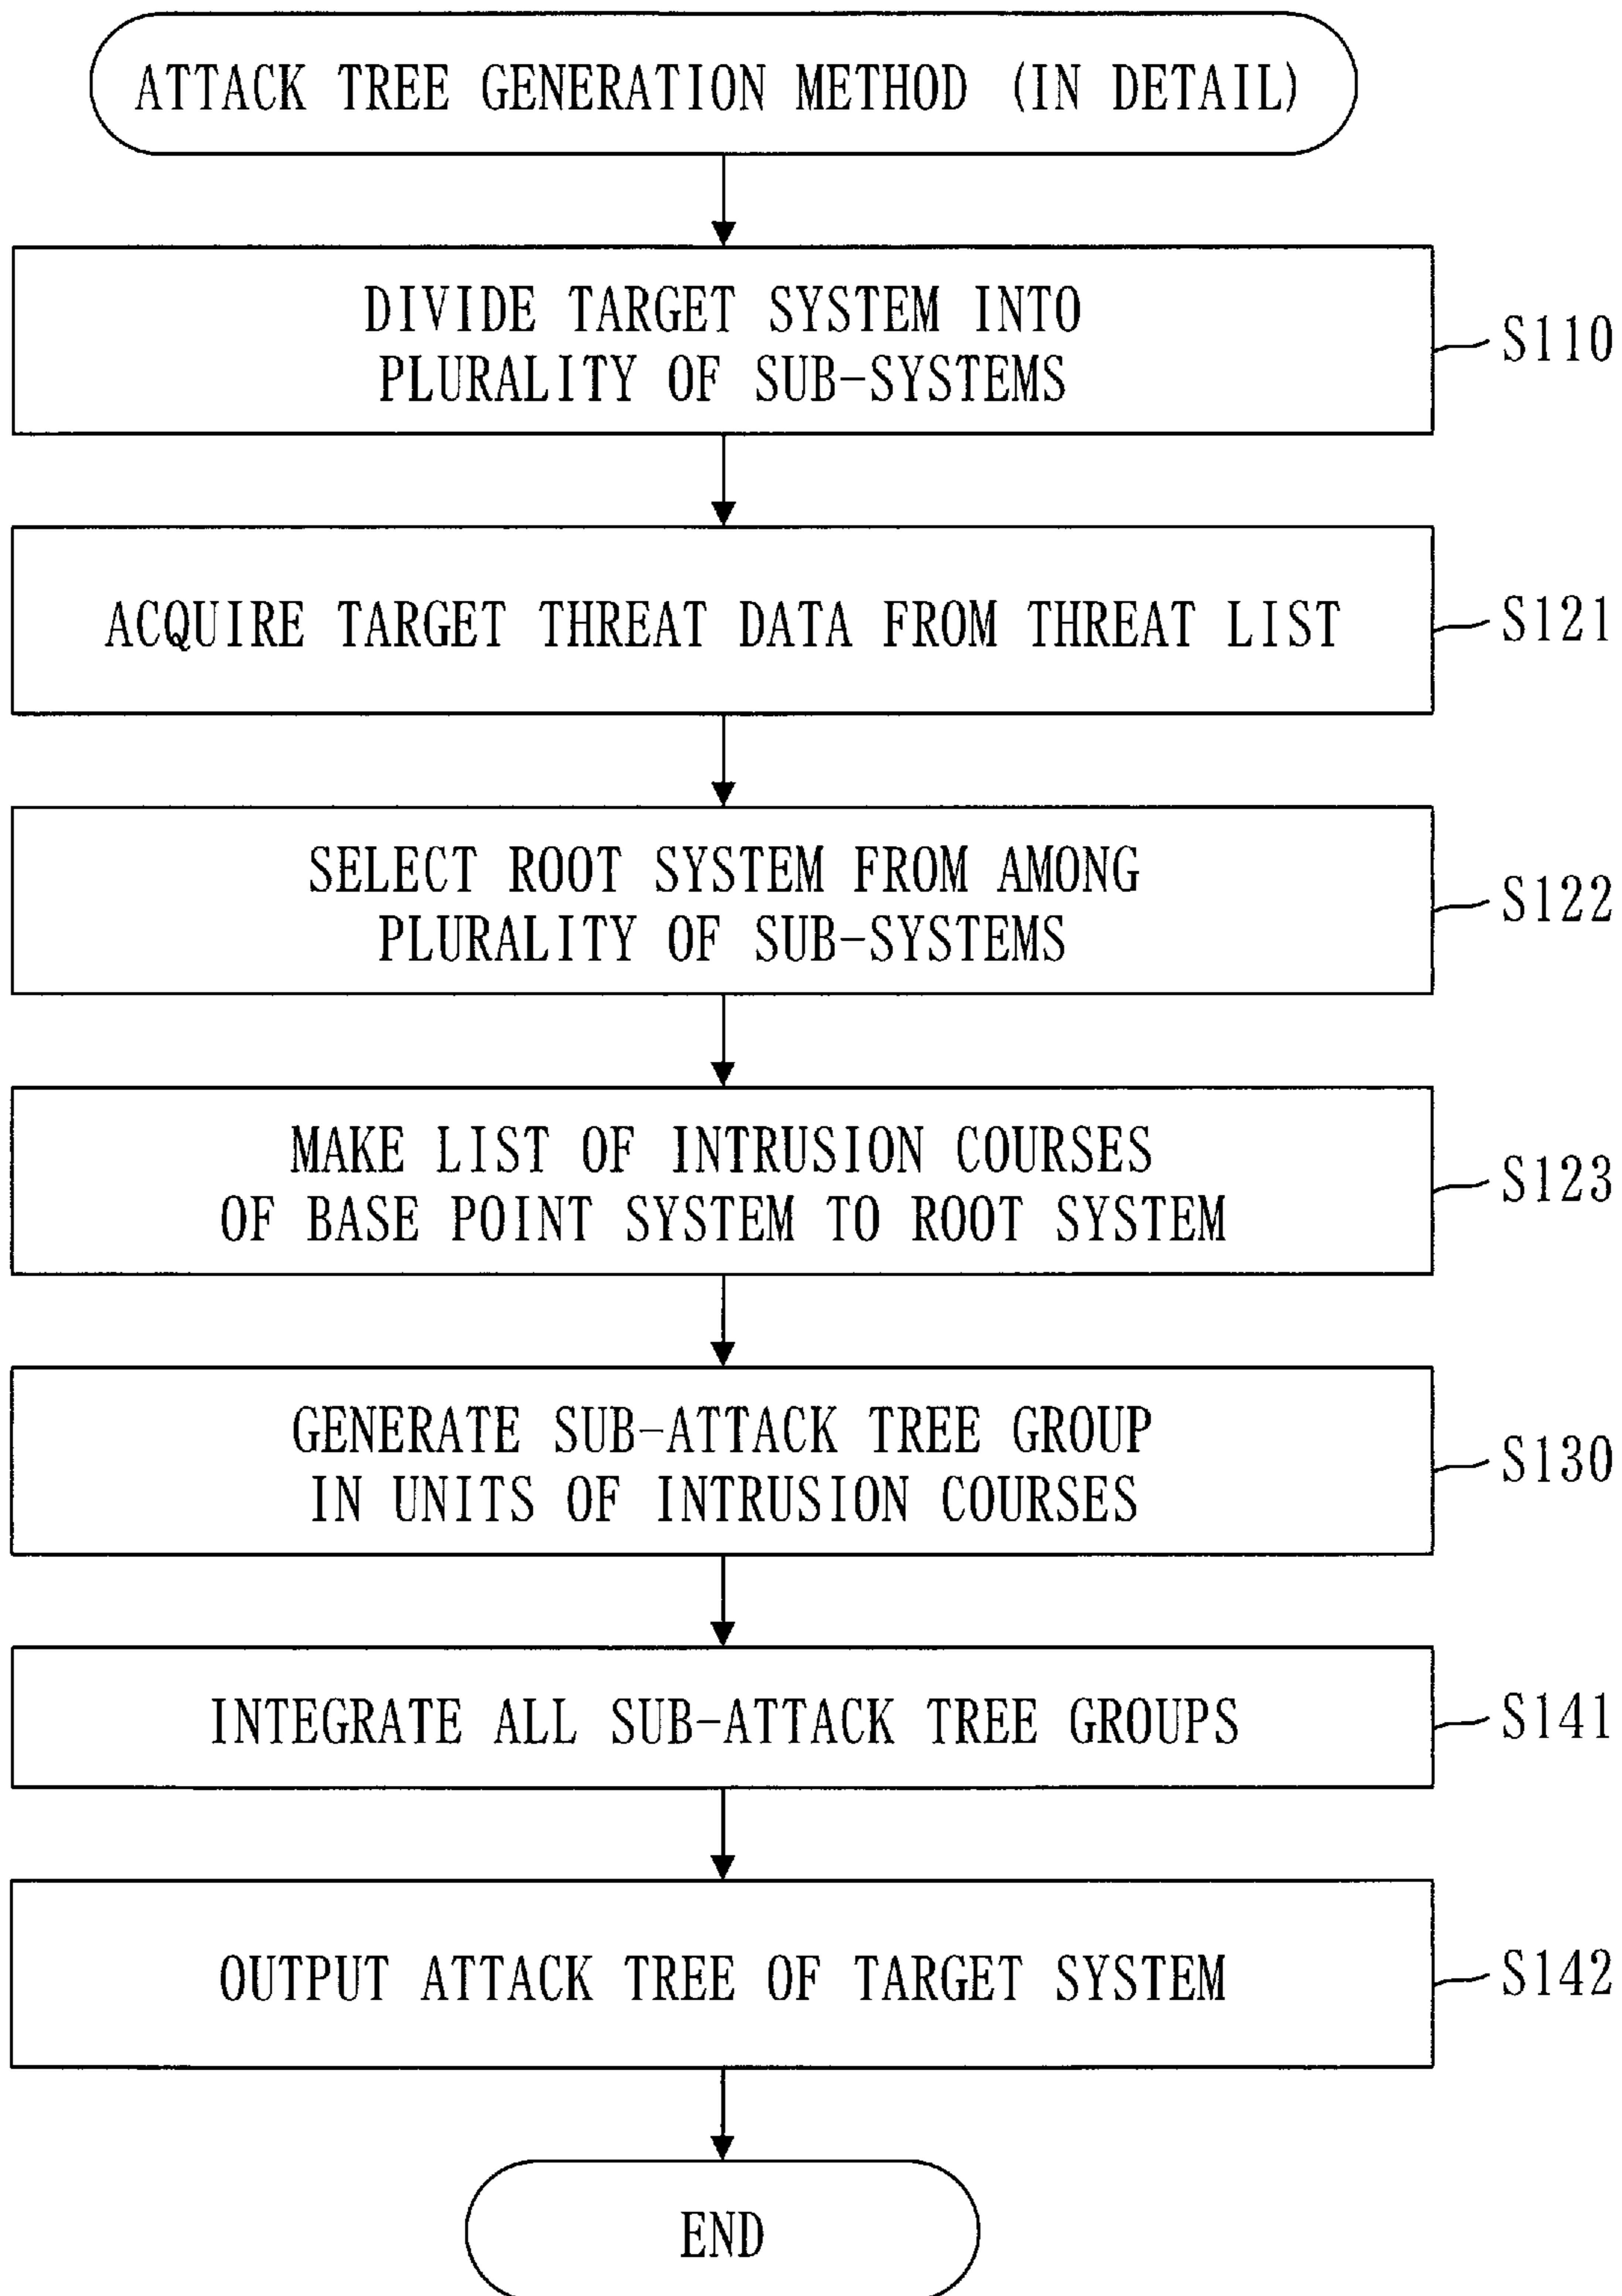 ATTACK TREE GENERATION METHOD (IN DETAIL)
DIVIDE TARGET SYSTEM INTO
PLURALITY OF SUB-SYSTEMS
S110
ACQUIRE TARGET THREAT DATA FROM THREAT LIST
S121
SELECT ROOT SYSTEM FROM AMONG
PLURALITY OF SUB-SYSTEMS
S122
MAKE LIST OF INTRUSION COURSES
OF BASE POINT SYSTEM TO ROOT SYSTEM
S123
GENERATE SUB-ATTACK TREE GROUP
IN UNITS OF INTRUSION COURSES
S130
INTEGRATE ALL SUB-ATTACK TREE GROUPS
S141
OUTPUT ATTACK TREE OF TARGET SYSTEM
S142
END